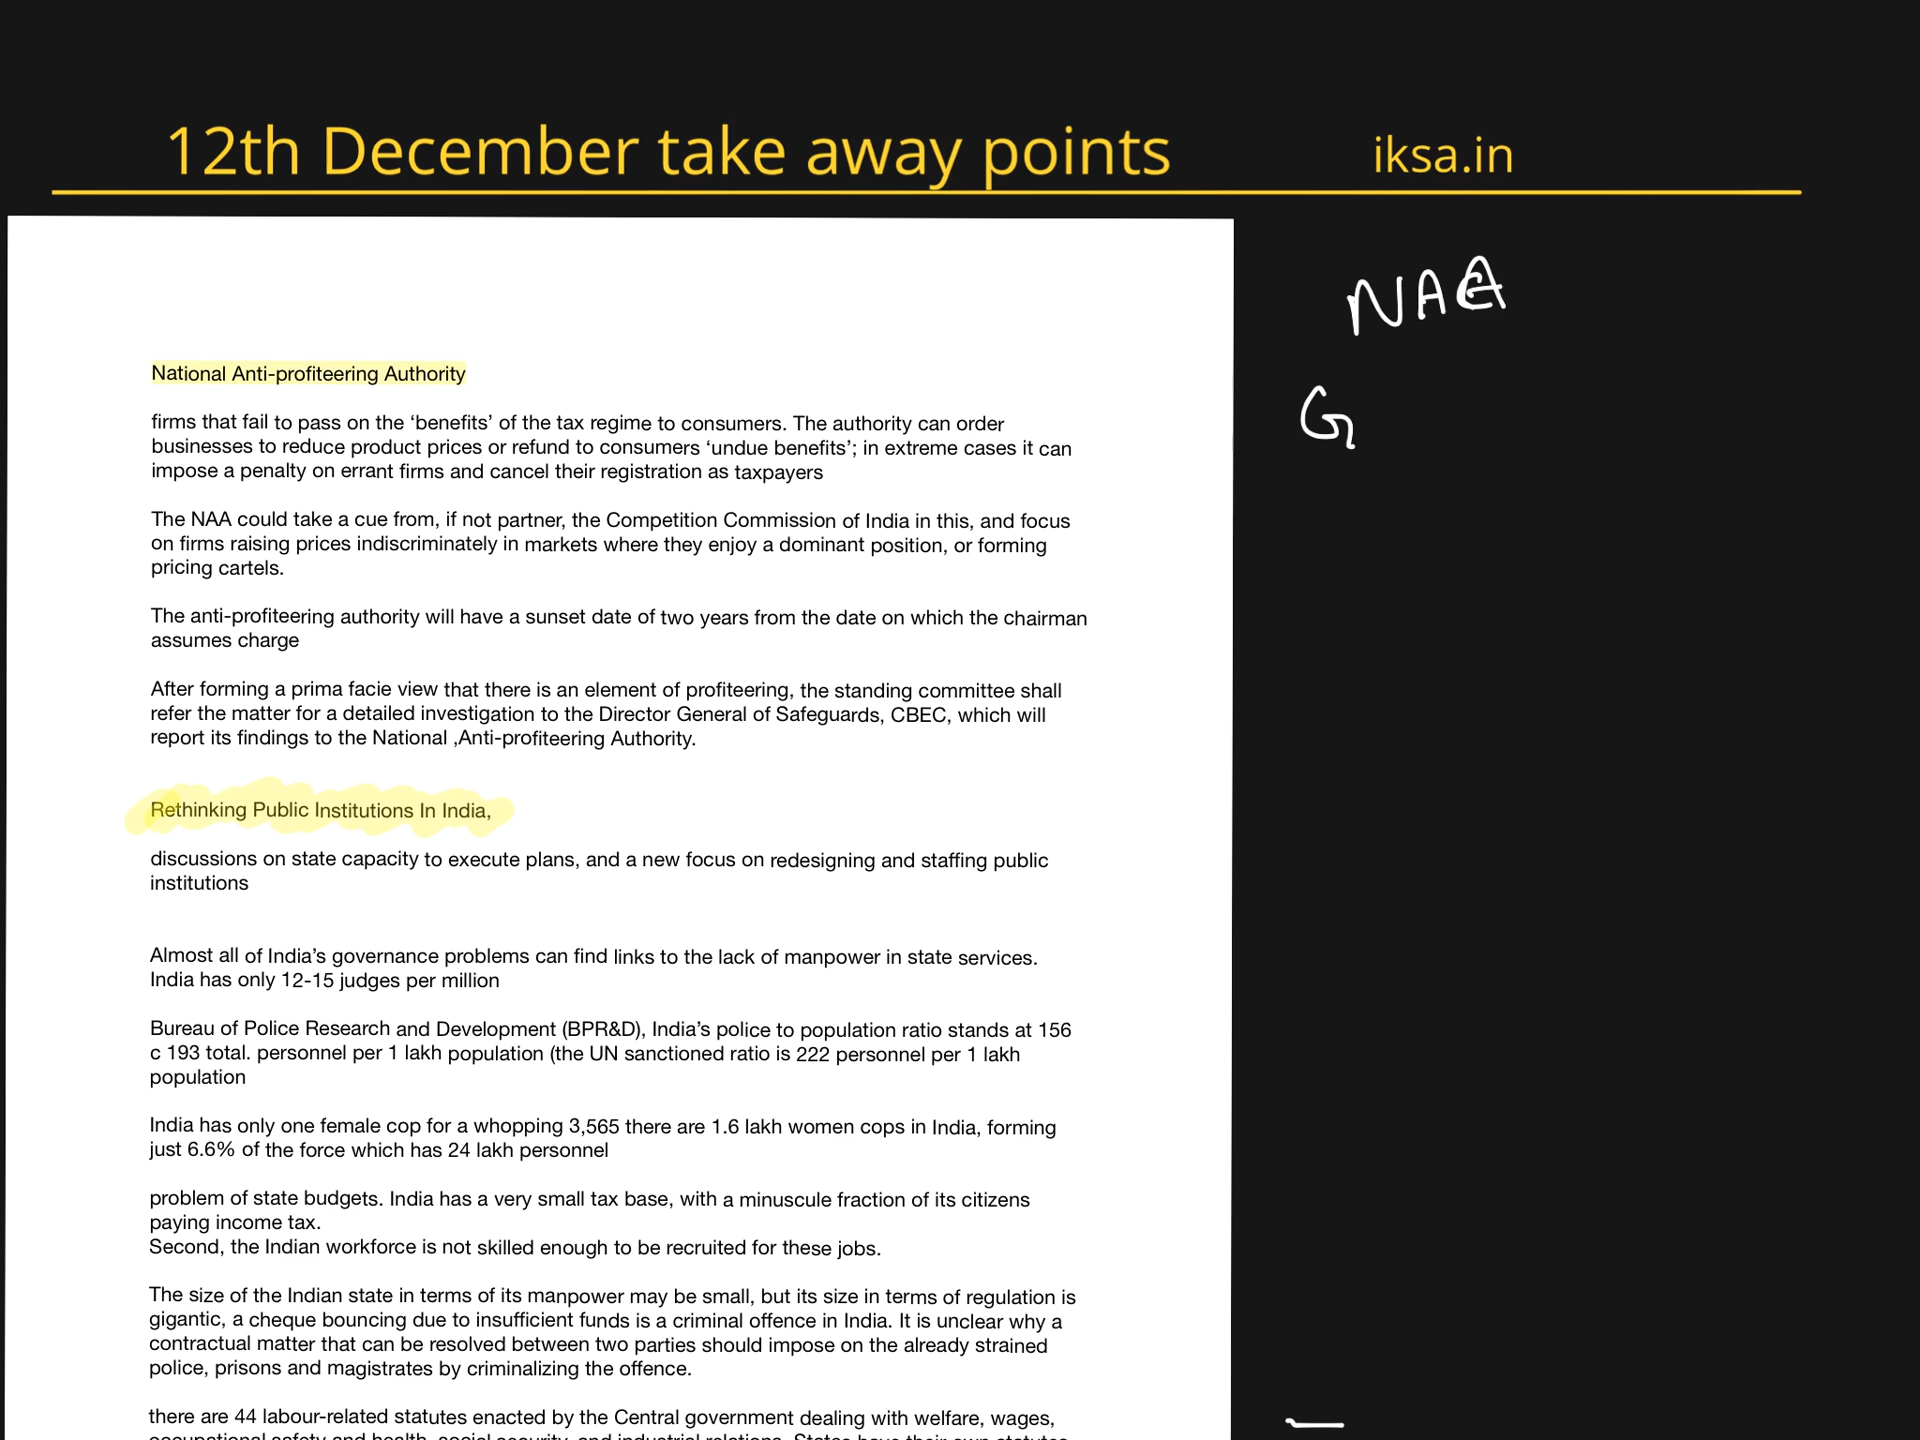 12th December take away points
iksa.in
NAA
G
National Anti-profiteering Authority
firms that fail to pass on the ‘benefits’ of the tax regime to consumers. The authority can order
businesses to reduce product prices or refund to consumers ‘undue benefits’; in extreme cases it can
impose a penalty on errant firms and cancel their registration as taxpayers
The NAA could take a cue from, if not partner, the Competition Commission of India in this, and focus
on firms raising prices indiscriminately in markets where they enjoy a dominant position, or forming
pricing cartels.
The anti-profiteering authority will have a sunset date of two years from the date on which the chairman
assumes charge
After forming a prima facie view that there is an element of profiteering, the standing committee shall
refer the matter for a detailed investigation to the Director General of Safeguards, CBEC, which will
report its findings to the National ,Anti-profiteering Authority.
Rethinking Public Institutions In India,
discussions on state capacity to execute plans, and a new focus on redesigning and staffing public
institutions
Almost all of India’s governance problems can find links to the lack of manpower in state services.
India has only 12-15 judges per million
Bureau of Police Research and Development (BPR&D), India’s police to population ratio stands at 156
c 193 total. personnel per 1 lakh population (the UN sanctioned ratio is 222 personnel per 1 lakh
population
India has only one female cop for a whopping 3,565 there are 1.6 lakh women cops in India, forming
just 6.6% of the force which has 24 lakh personnel
problem of state budgets. India has a very small tax base, with a minuscule fraction of its citizens
paying income tax.
Second, the Indian workforce is not skilled enough to be recruited for these jobs.
The size of the Indian state in terms of its manpower may be small, but its size in terms of regulation is
gigantic, a cheque bouncing due to insufficient funds is a criminal offence in India. It is unclear why a
contractual matter that can be resolved between two parties should impose on the already strained
police, prisons and magistrates by criminalizing the offence.
there are 44 labour-related statutes enacted by the Central government dealing with welfare, wages,
occupational safety and health, social security, and industrial relations. States have their own statutes